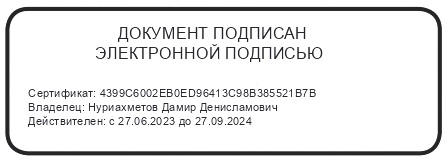 ДОКУМЕНТ ПОДПИСАН
ЭЛЕКТРОННОЙ ПОДПИСЬЮ
Сертификат: 4399C6002EB0ED96413C98B385521B7B
Владелец: Нуриахметов Дамир Денисламович
Действителен: с 27.06.2023 до 27.09.2024